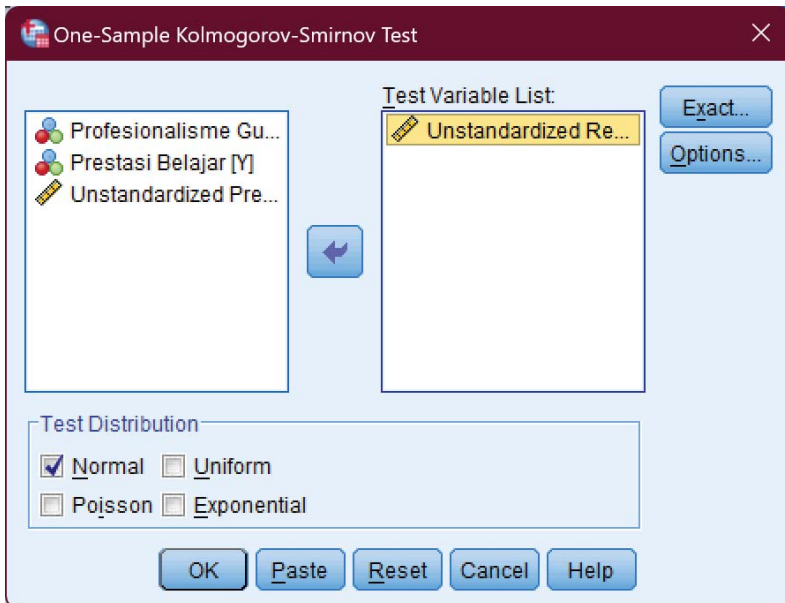 One-Sample Kolmogorov-Smirnov Test
Test Variable List:
Profesionalisme Gu...
Prestasi Belajar [Y]
Unstandardized Pre...
Unstandardized Re...
Exact...
Options...
Test Distribution
Normal Uniform
Poisson Exponential
OK Paste Reset Cancel Help